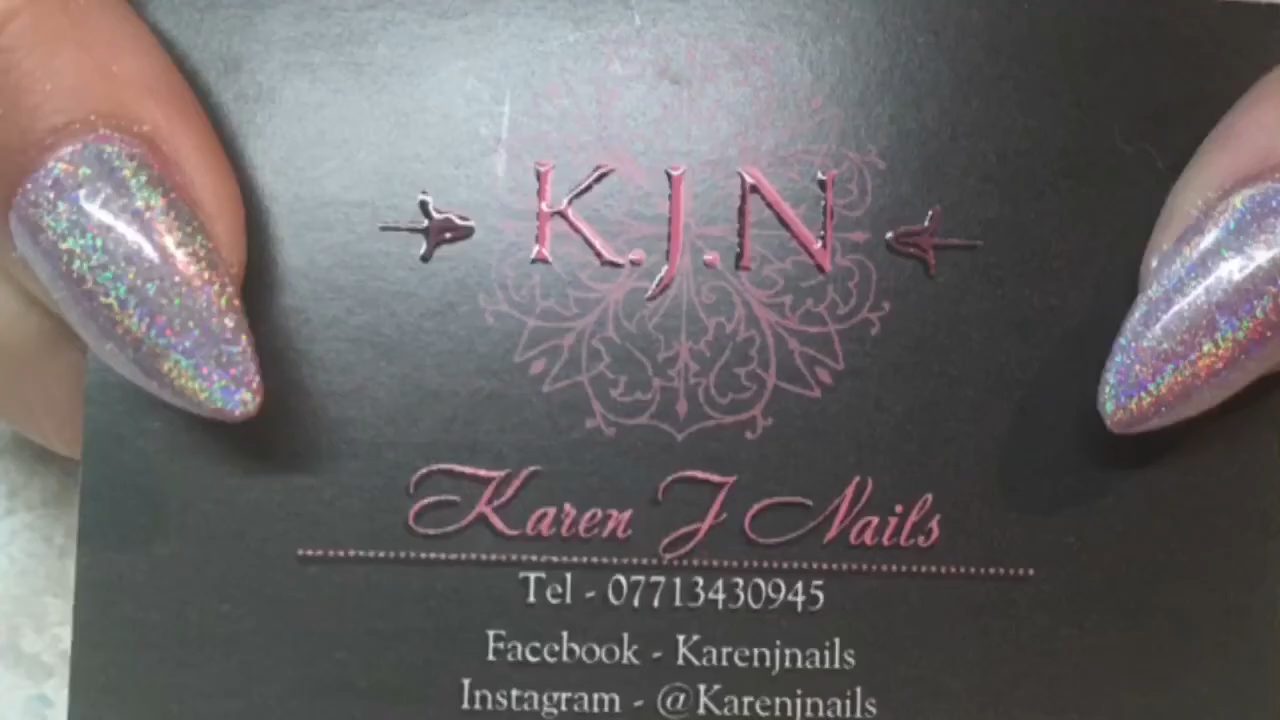 K.J.N
Karen J Nails
Tel - 07713430945
Facebook - Karenjnails
Instagram - @Karenjnails